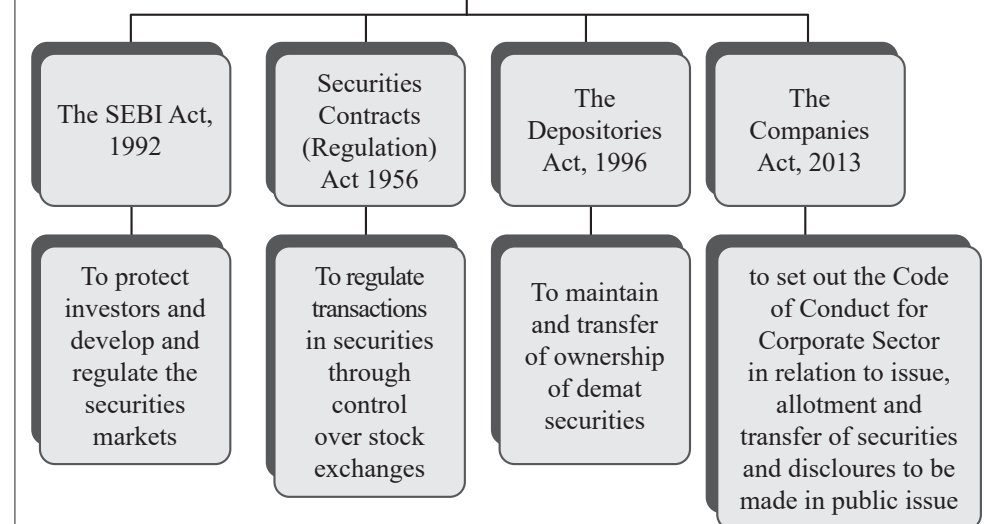 The SEBI Act,
1992
Securities
Contracts
(Regulation)
Act 1956
The
Depositories
Act, 1996
The
Companies
Act, 2013
To protect
investors and
develop and
regulate the
securities
markets
To regulate
transactions
in securities
through
control
over stock
exchanges
To maintain
and transfer
of ownership
of demat
securities
to set out the Code
of Conduct for
Corporate Sector
in relation to issue,
allotment and
transfer of securities
and discloures to be
made in public issue